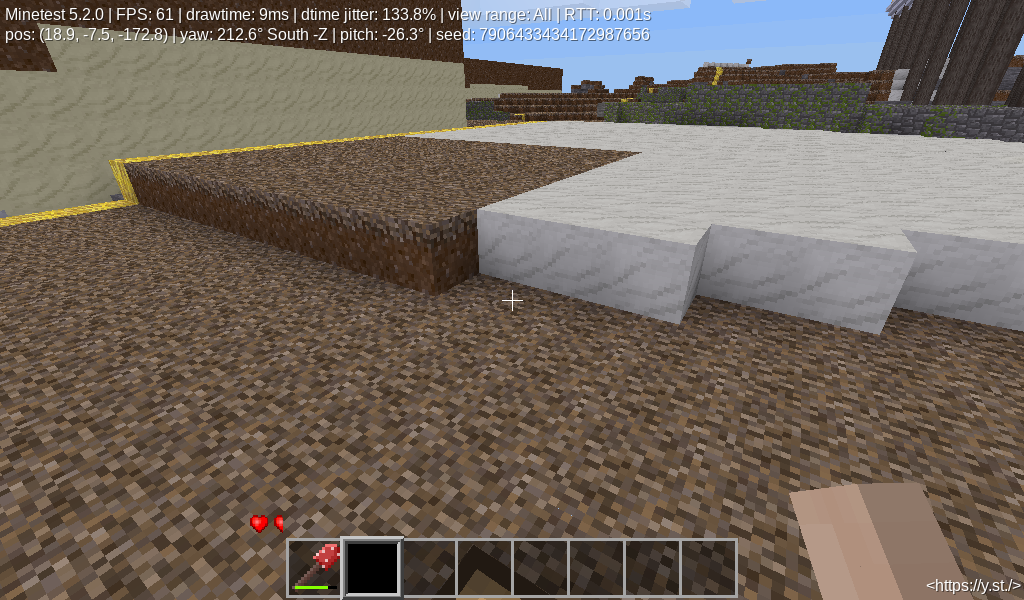 Minetest 5.2.0 | FPS: 61 | drawtime: 9ms | dtime jitter: 133.8% | view range: All | RTT: 0.001s
pos: (18.9, -7.5, -172.8) | yaw: 212.6° South -Z | pitch: -26.3° | seed: 7906433434172987656
<https://y.st./>